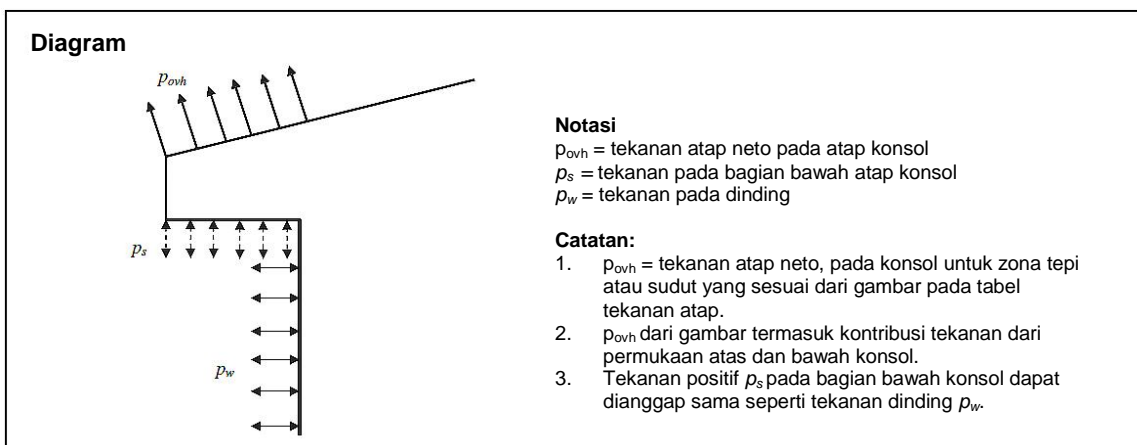 Diagram
povh
ps
pw
Notasi
povh = tekanan atap neto pada atap konsol
ps = tekanan pada bagian bawah atap konsol
pw = tekanan pada dinding
Catatan:
1. povh = tekanan atap neto, pada konsol untuk zona tepi
atau sudut yang sesuai dari gambar pada tabel
tekanan atap.
2. povh dari gambar termasuk kontribusi tekanan dari
permukaan atas dan bawah konsol.
3. Tekanan positif ps pada bagian bawah konsol dapat
dianggap sama seperti tekanan dinding pw.